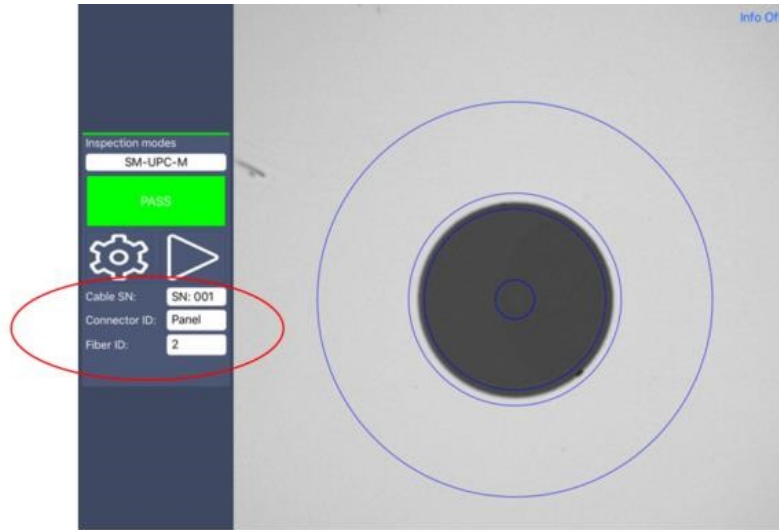 Info Of
Inspection modes
SM-UPC-M
PASS
Cable SN: SN: 001
Connector ID: Panel
Fiber ID: 2